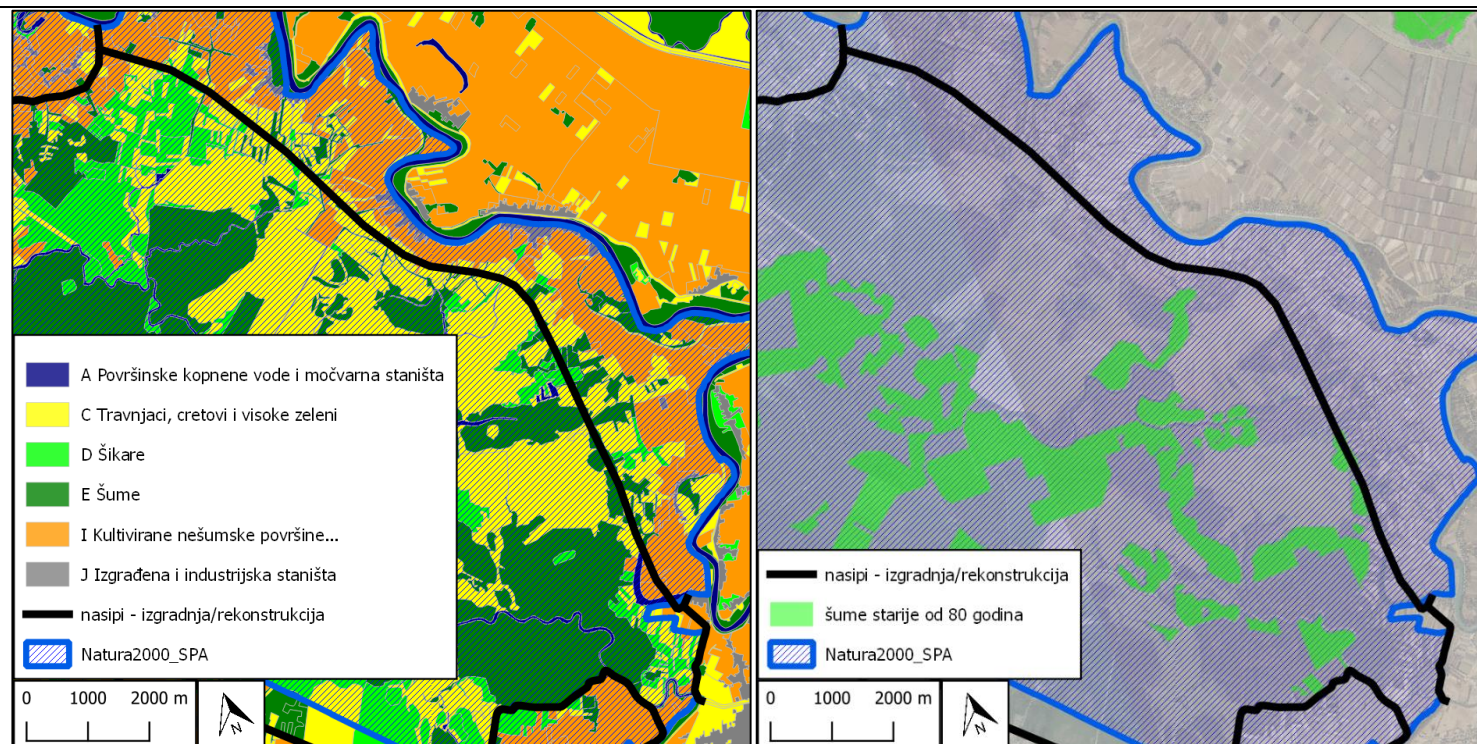 A Površinske kopnene vode i močvarna staništa
C Travnjaci, cretovi i visoke zeleni
D Šikare
E Šume
I Kultivirane nešumske površine...
J Izgrađena i industrijska staništa
nasipi - izgradnja/rekonstrukcija
Natura2000_SPA
0 1000 2000 m
N
nasipi - izgradnja/rekonstrukcija
šume starije od 80 godina
Natura2000_SPA
0 1000 2000 m
N